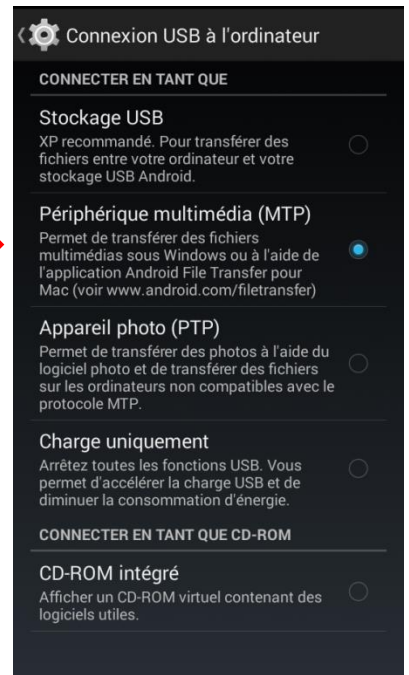 Connexion USB à l'ordinateur
CONNECTER EN TANT QUE
Stockage USB
XP recommandé. Pour transférer des
fichiers entre votre ordinateur et votre
stockage USB Android.
Périphérique multimédia (MTP)
Permet de transférer des fichiers
multimédias sous Windows ou à l'aide de
l'application Android File Transfer pour
Mac (voir www.android.com/filetransfer)
Appareil photo (PTP)
Permet de transférer des photos à l'aide du
logiciel photo et de transférer des fichiers
sur les ordinateurs non compatibles avec le
protocole MTP.
Charge uniquement
Arrêtez toutes les fonctions USB. Vous
permet d'accélérer la charge USB et de
diminuer la consommation d'énergie.
CONNECTER EN TANT QUE CD-ROM
CD-ROM intégré
Afficher un CD-ROM virtuel contenant des
logiciels utiles.